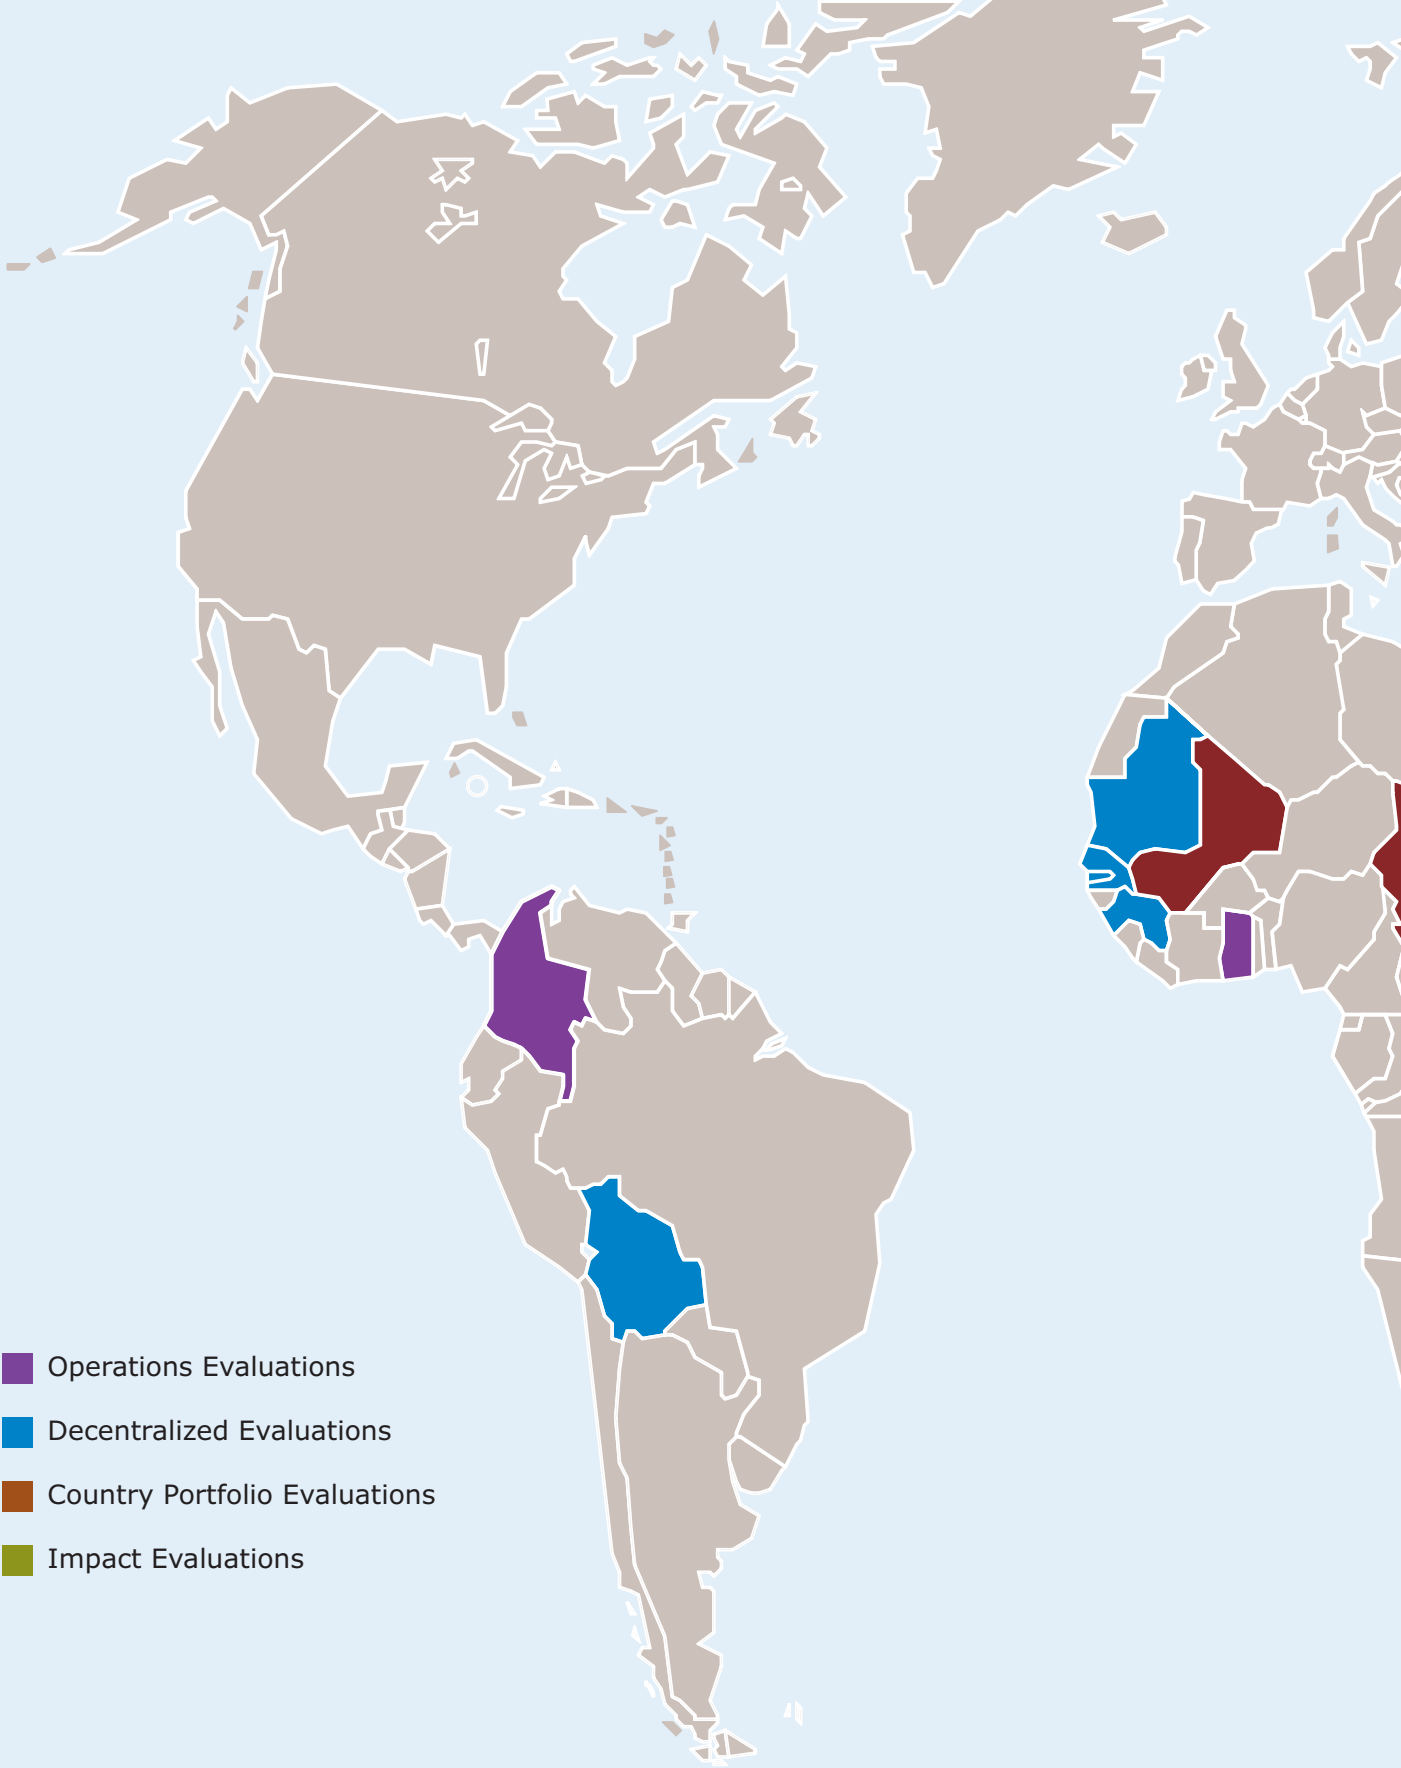 Operations Evaluations
Decentralized Evaluations
Country Portfolio Evaluations
Impact Evaluations